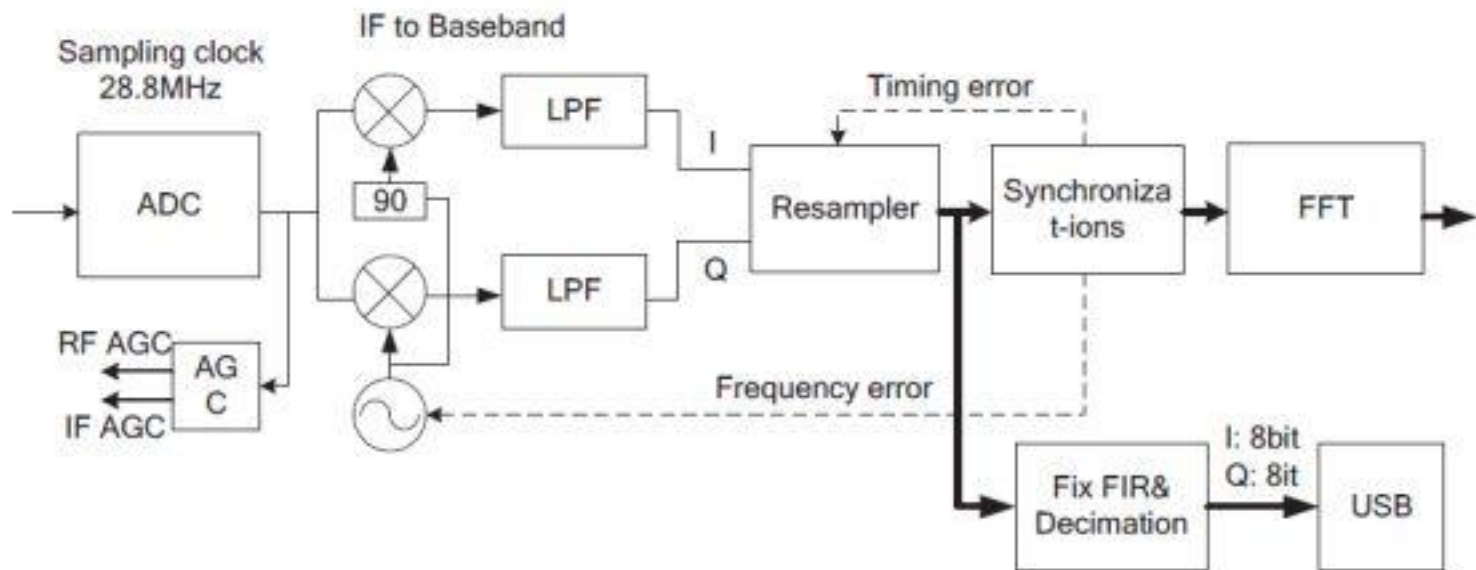 IF to Baseband
Sampling clock
28.8MHz
ADC
LPF
I
90
LPF
Q
Timing error
Resampler
Synchroniza
t-ions
FFT
RF AGC
IF AGC
AG
C
Frequency error
Fix FIR&
Decimation
I: 8bit
Q: 8it
USB